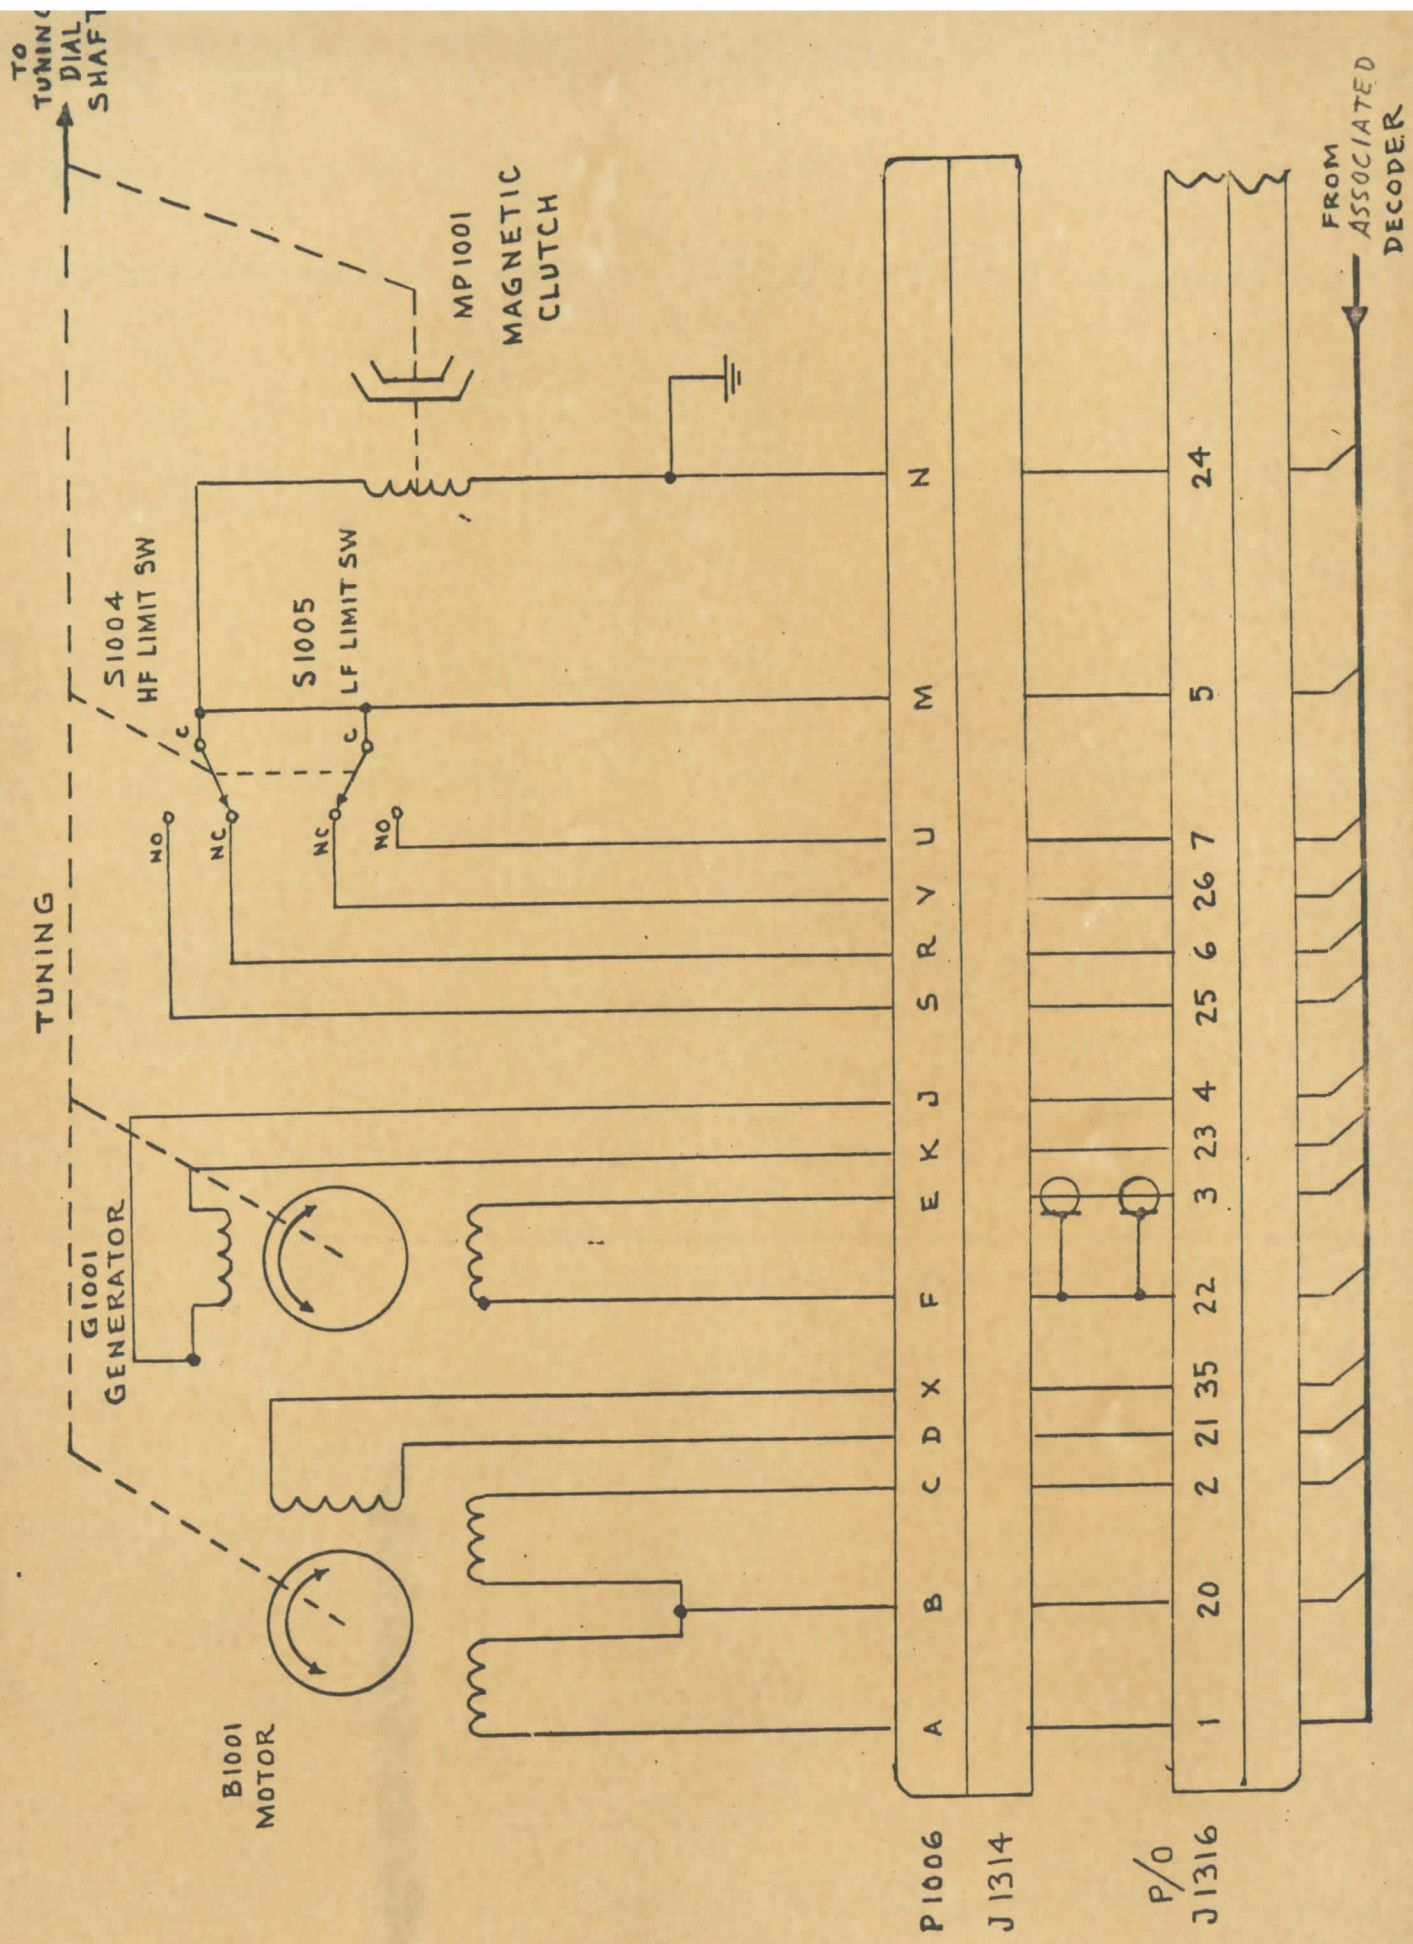 TO
TUNING
DIAL
SHAFT
TUNING
B1001
MOTOR
G1001
GENERATOR
S1004
HF LIMIT SW
S1005
LF LIMIT SW
MP1001
MAGNETIC
CLUTCH
NO
NC
C
NC
NO
C
P1006
A B C D X F E K J S R V U M N
J1314
P/O
J1316
1 20 2 21 35 22 3 23 4 25 6 26 7 5 24
FROM
ASSOCIATED
DECODER